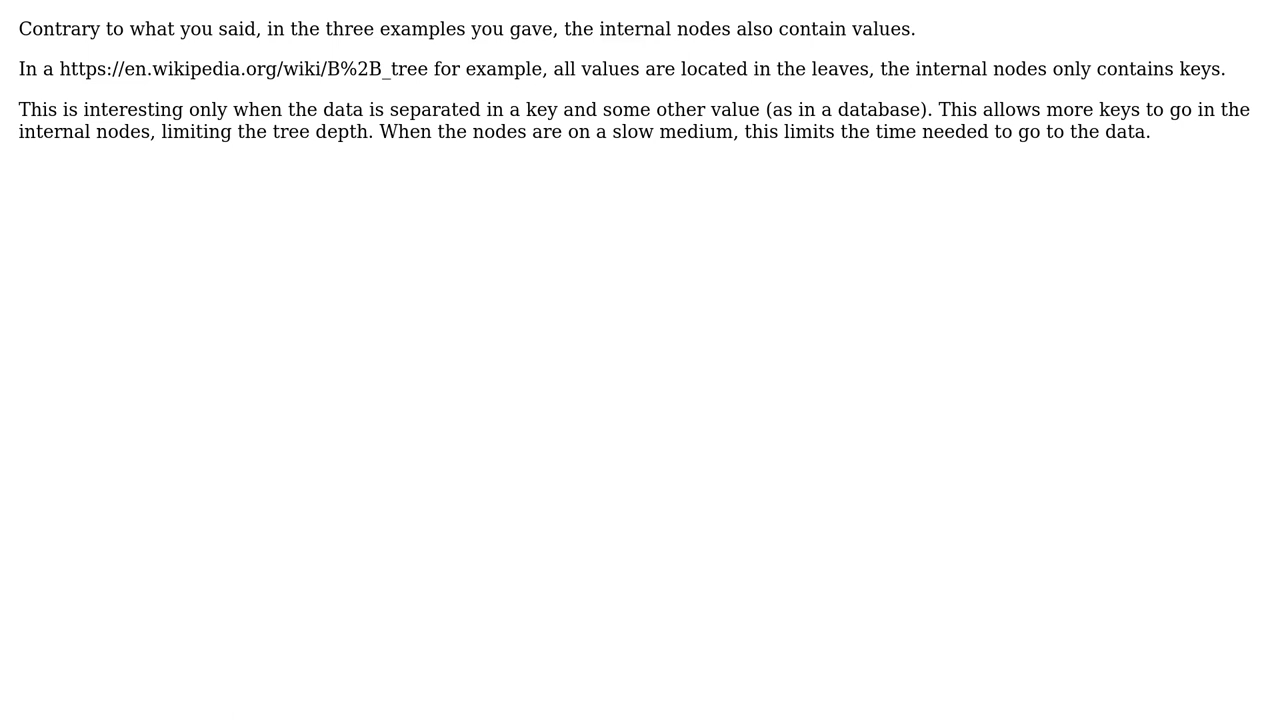 Contrary to what you said, in the three examples you gave, the internal nodes also contain values.
In a https://en.wikipedia.org/wiki/B%2B_tree for example, all values are located in the leaves, the internal nodes only contains keys.
This is interesting only when the data is separated in a key and some other value (as in a database). This allows more keys to go in the
internal nodes, limiting the tree depth. When the nodes are on a slow medium, this limits the time needed to go to the data.